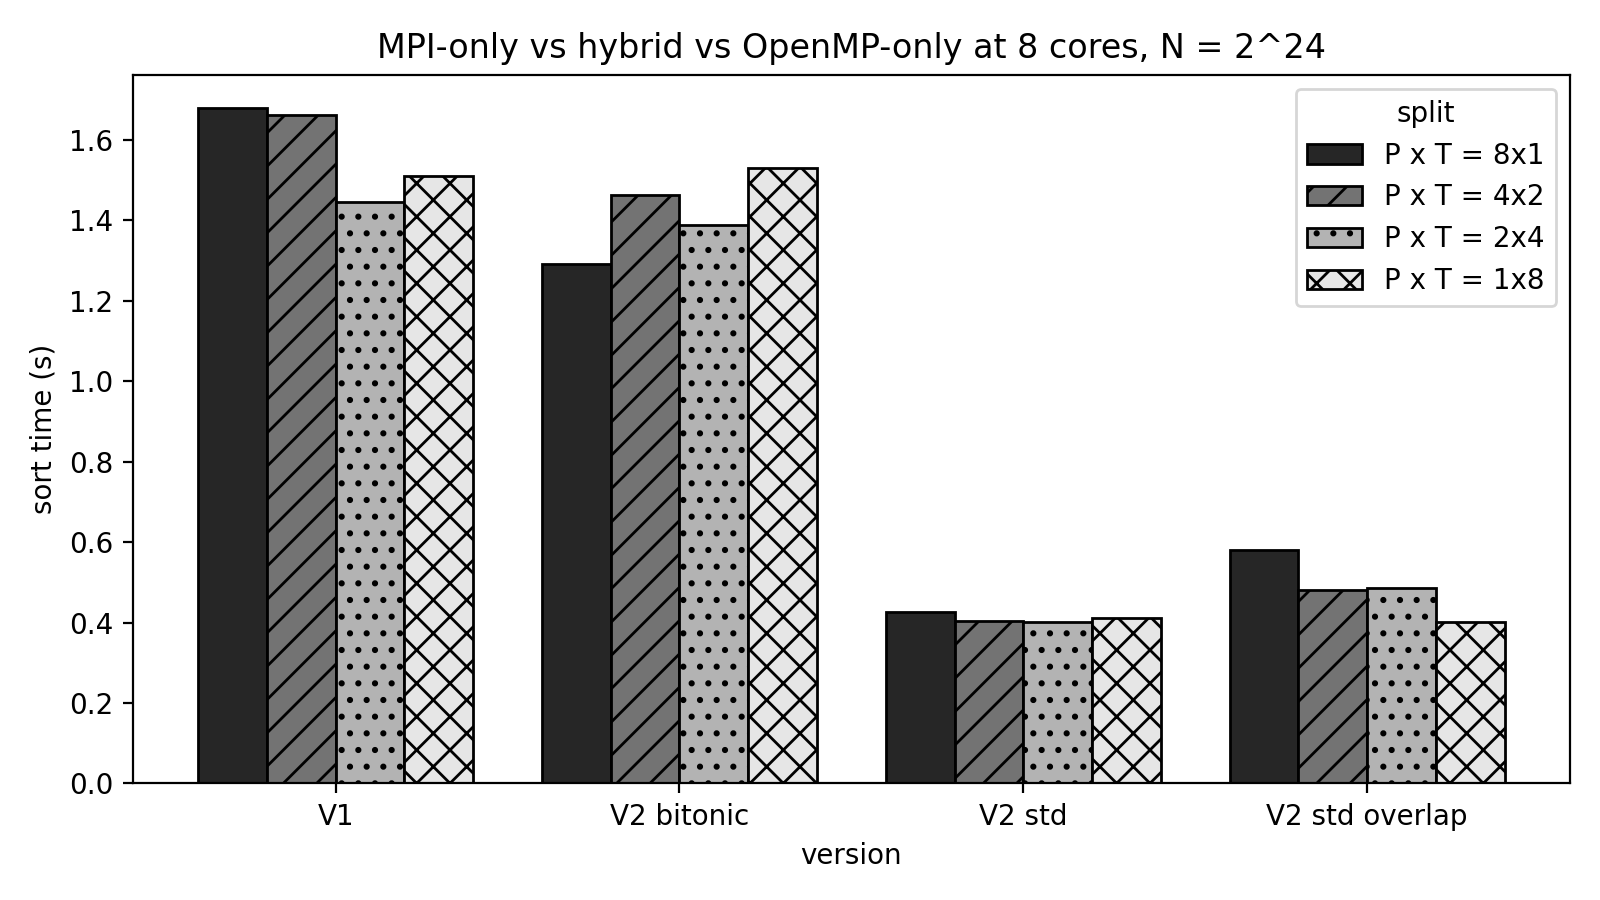 MPI-only vs hybrid vs OpenMP-only at 8 cores, N = 2^24
split
P x T = 8x1
P x T = 4x2
P x T = 2x4
P x T = 1x8
sort time (s)
1.6
1.4
1.2
1.0
0.8
0.6
0.4
0.2
0.0
V1
V2 bitonic
V2 std
V2 std overlap
version